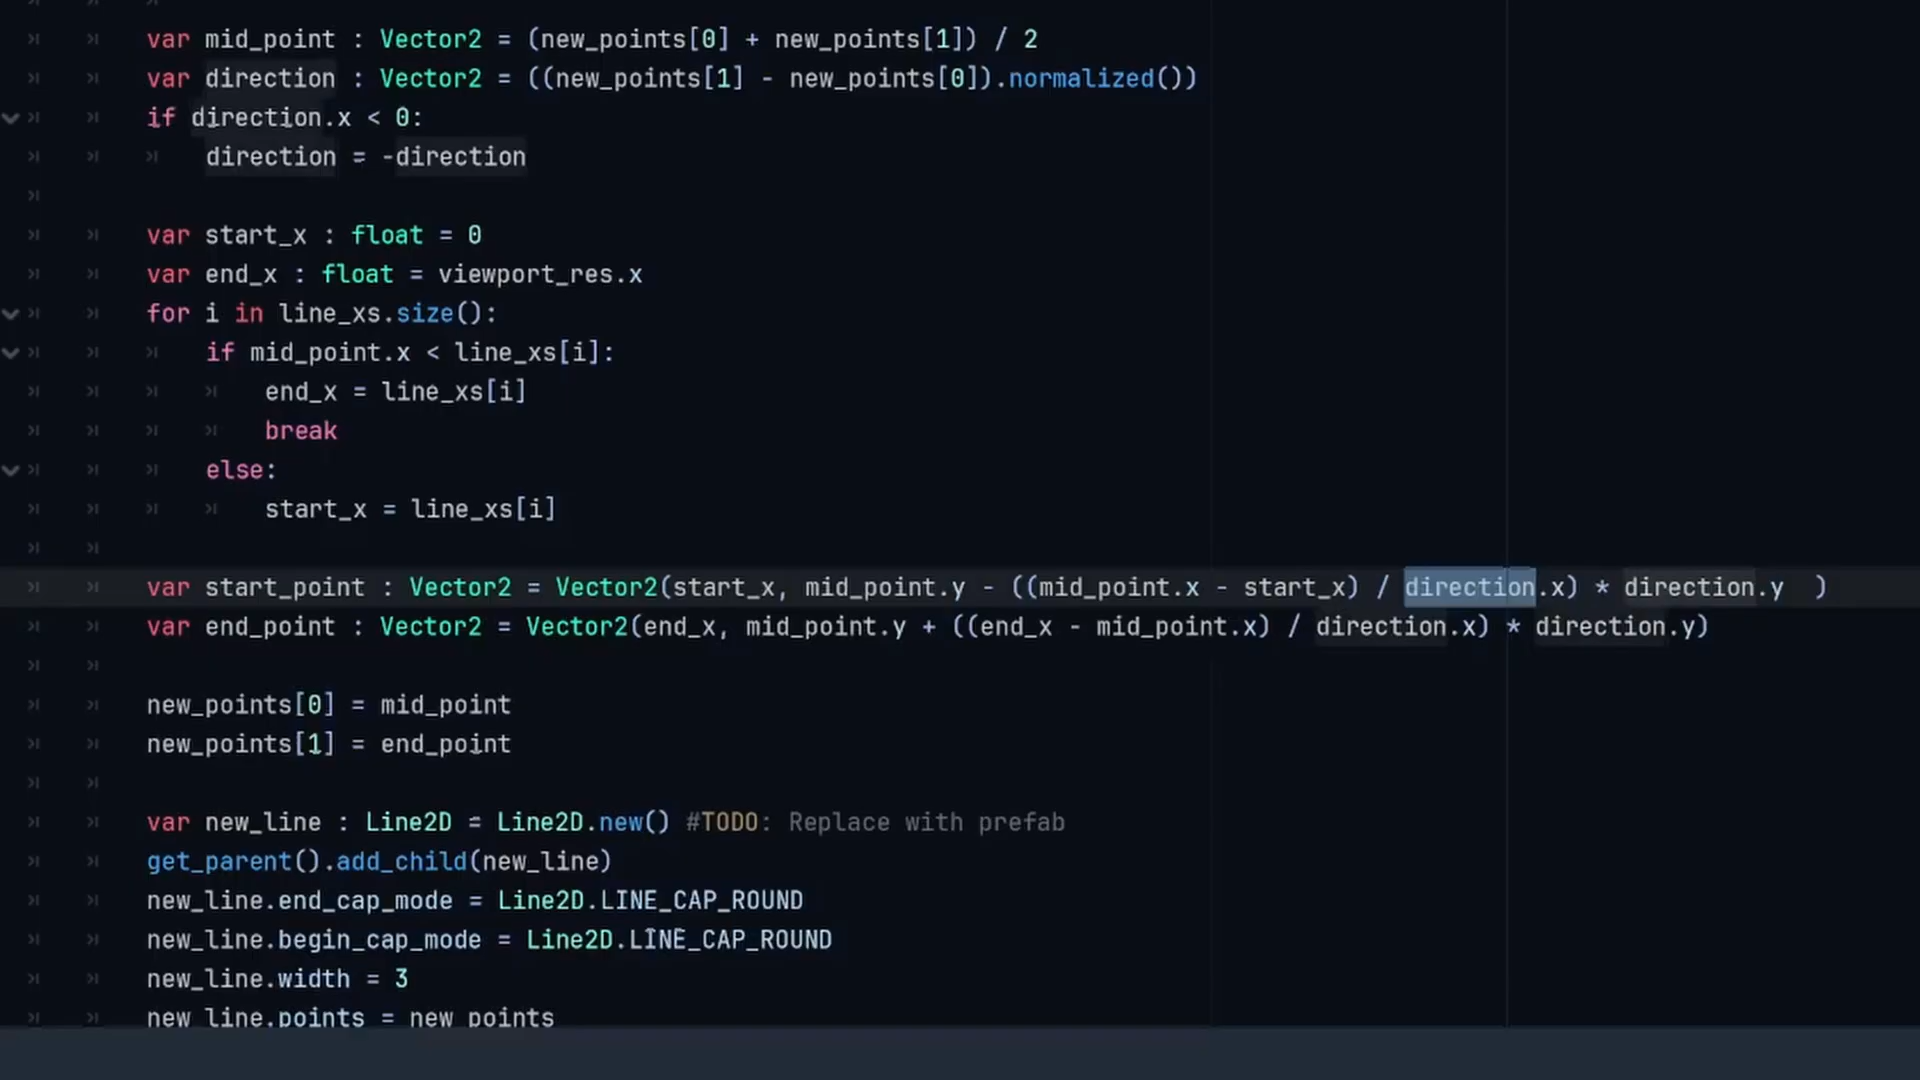 var mid_point : Vector2 = (new_points[0] + new_points[1]) / 2
var direction : Vector2 = ((new_points[1] - new_points[0]).normalized())
if direction.x < 0:
direction = -direction
var start_x : float = 0
var end_x : float = viewport_res.x
for i in line_xs.size():
if mid_point.x < line_xs[i]:
end_x = line_xs[i]
break
else:
start_x = line_xs[i]
var start_point : Vector2 = Vector2(start_x, mid_point.y - ((mid_point.x - start_x) / direction.x) * direction.y  )
var end_point : Vector2 = Vector2(end_x, mid_point.y + ((end_x - mid_point.x) / direction.x) * direction.y)
new_points[0] = mid_point
new_points[1] = end_point
var new_line : Line2D = Line2D.new() #TODO: Replace with prefab
get_parent().add_child(new_line)
new_line.end_cap_mode = Line2D.LINE_CAP_ROUND
new_line.begin_cap_mode = Line2D.LINE_CAP_ROUND
new_line.width = 3
new_line.points = new_points